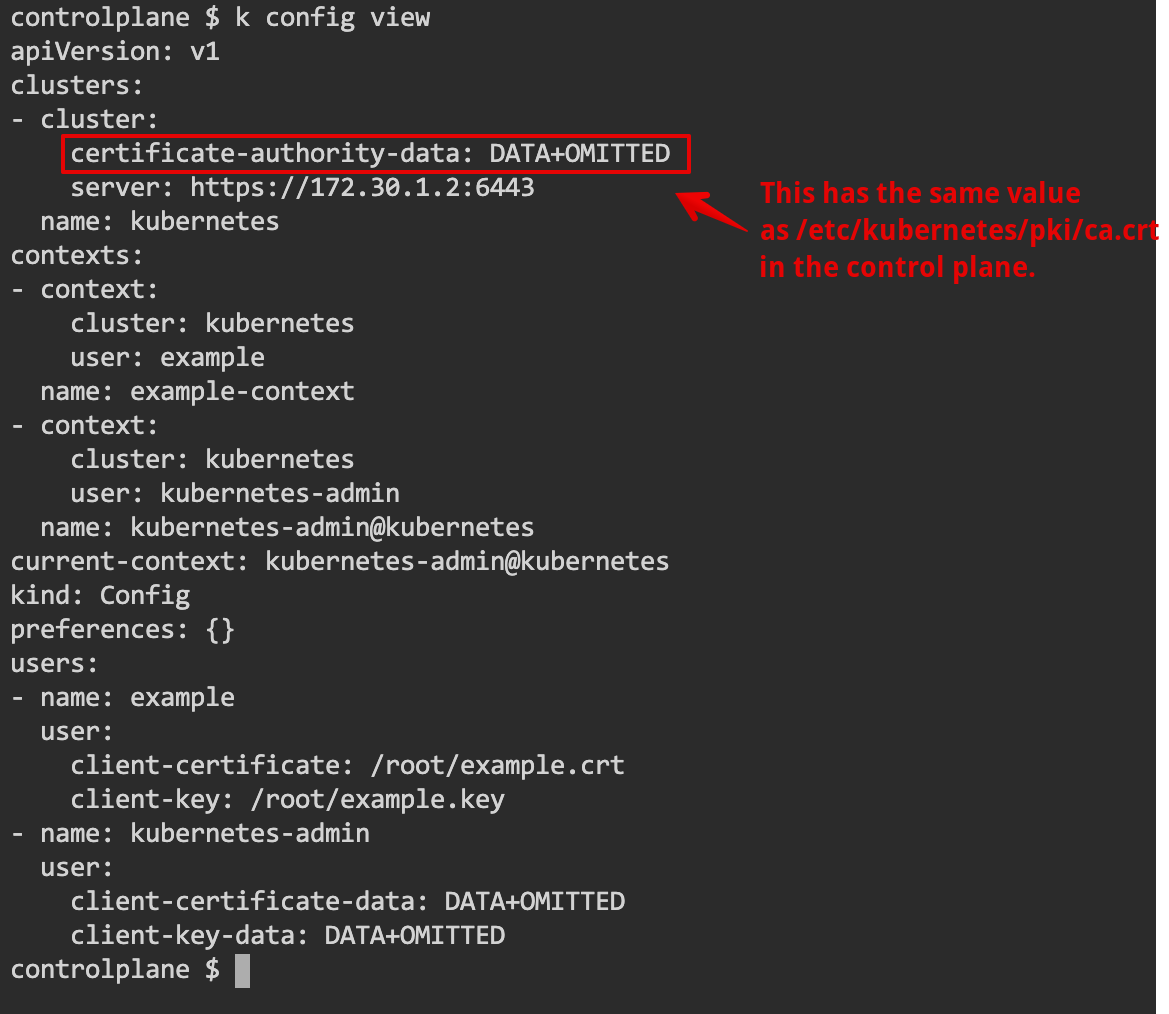 controlplane $ k config view
apiVersion: v1
clusters:
- cluster:
    certificate-authority-data: DATA+OMITTED
    server: https://172.30.1.2:6443
  name: kubernetes
This has the same value
as /etc/kubernetes/pki/ca.crt
in the control plane.
contexts:
- context:
    cluster: kubernetes
    user: example
  name: example-context
- context:
    cluster: kubernetes
    user: kubernetes-admin
  name: kubernetes-admin@kubernetes
current-context: kubernetes-admin@kubernetes
kind: Config
preferences: {}
users:
- name: example
  user:
    client-certificate: /root/example.crt
    client-key: /root/example.key
- name: kubernetes-admin
  user:
    client-certificate-data: DATA+OMITTED
    client-key-data: DATA+OMITTED
controlplane $